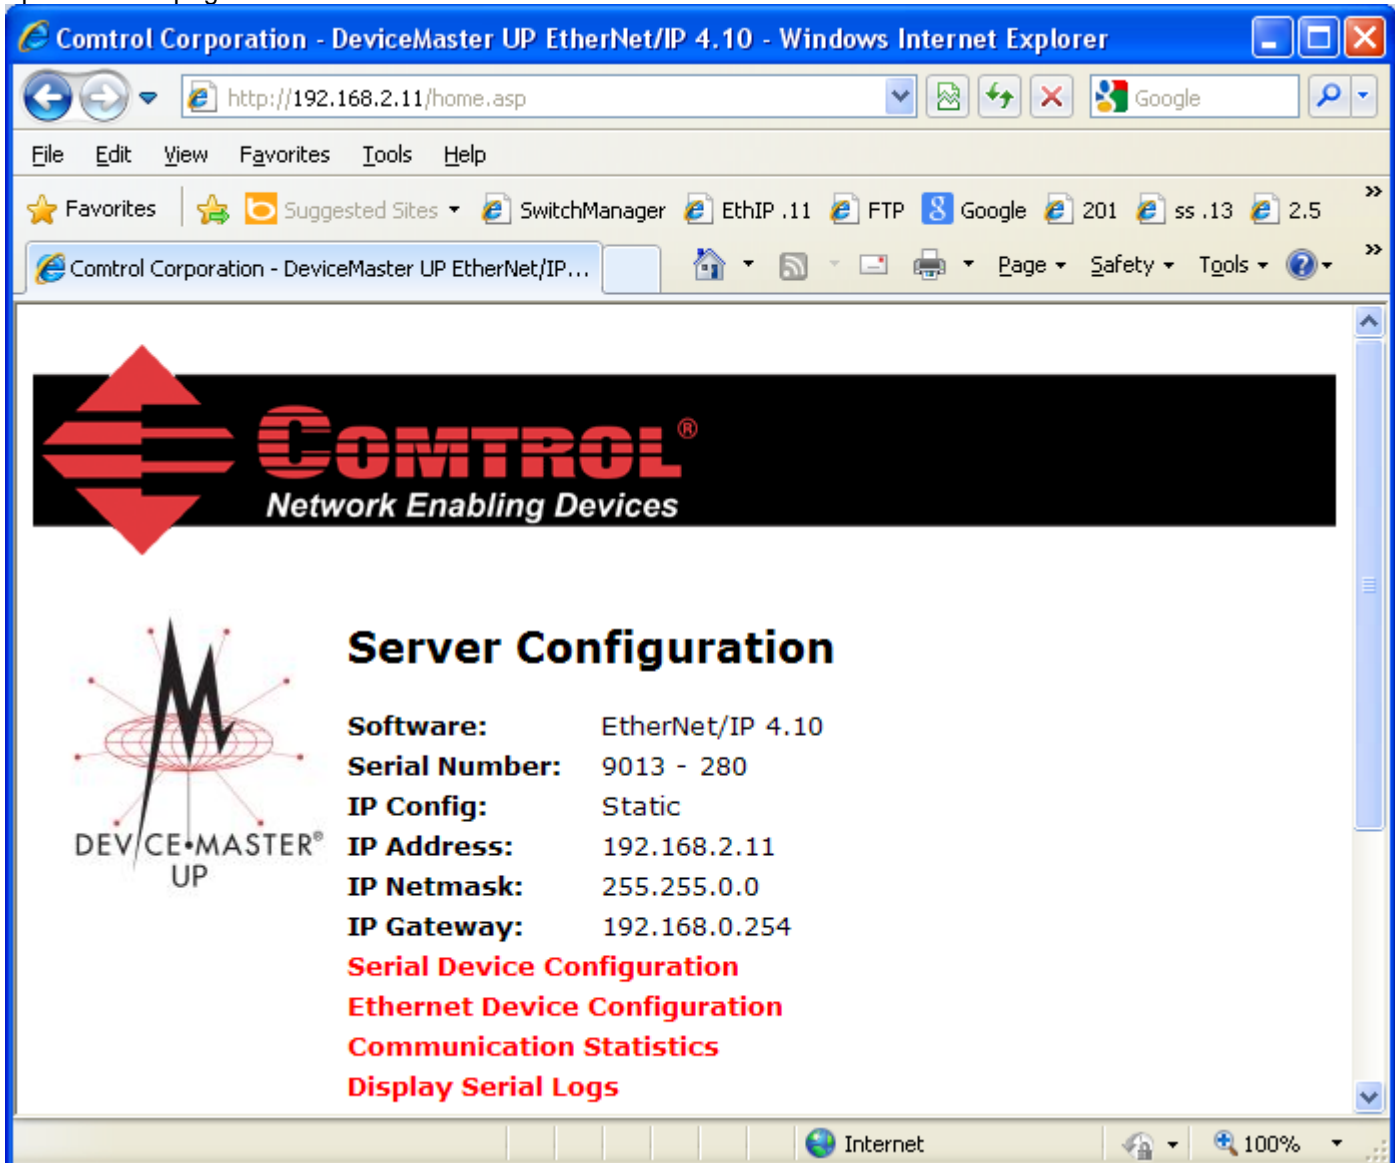 Comtrol Corporation - DeviceMaster UP EtherNet/IP 4.10 - Windows Internet Explorer
http://192.168.2.11/home.asp
Google
File Edit View Favorites Tools Help
Favorites Suggested Sites SwitchManager EthIP .11 FTP 8 Google 201 ss .13 2.5 »
Comtrol Corporation - DeviceMaster UP EtherNet/IP... Page Safety Tools »
COMTROL®
Network Enabling Devices
Server Configuration
Software: EtherNet/IP 4.10
Serial Number: 9013 - 280
IP Config: Static
IP Address: 192.168.2.11
IP Netmask: 255.255.0.0
IP Gateway: 192.168.0.254
Serial Device Configuration
Ethernet Device Configuration
Communication Statistics
Display Serial Logs
DEVICE•MASTER®
UP
Internet 100%